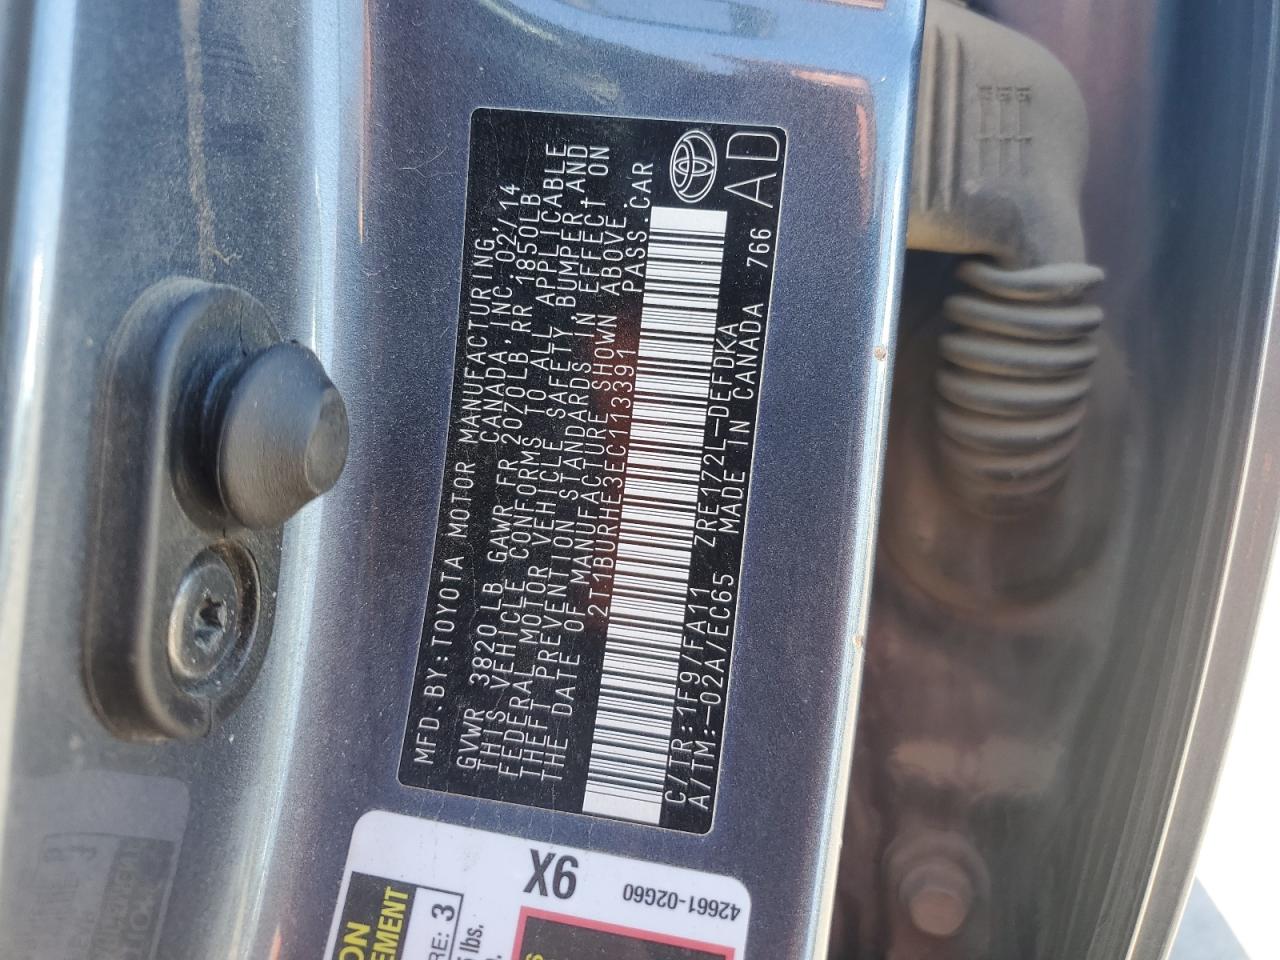 MFD.BY:TOYOTA MOTOR MANUFACTURING
CANADA, INC. 02/14
GVWR 3820LB GAWR FR 2070LB, RR 1850LB
THIS VEHICLE CONFORMS TO ALL APPLICABLE
FEDERAL MOTOR VEHICLE SAFETY, BUMPER, AND
THEFT PREVENTION STANDARDS IN EFFECT ON
THE DATE OF MANUFACTURE SHOWN ABOVE.
2T1BURHE3EC113391 PASS.CAR
C/TR:1F9/FA11 ZRE172L-DEFDKA
A/TM:-02A/EC65 MADE IN CANADA 766
AD
X6
42661-02G60
3
lbs.